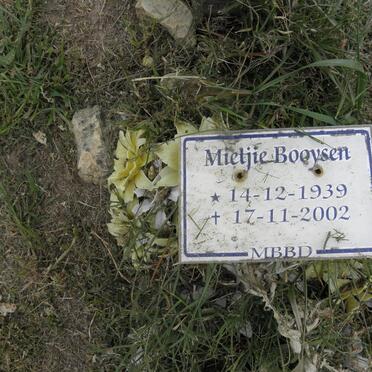 Mietjie Booysen
★ 14-12-1939
✝ 17-11-2002
MBBD